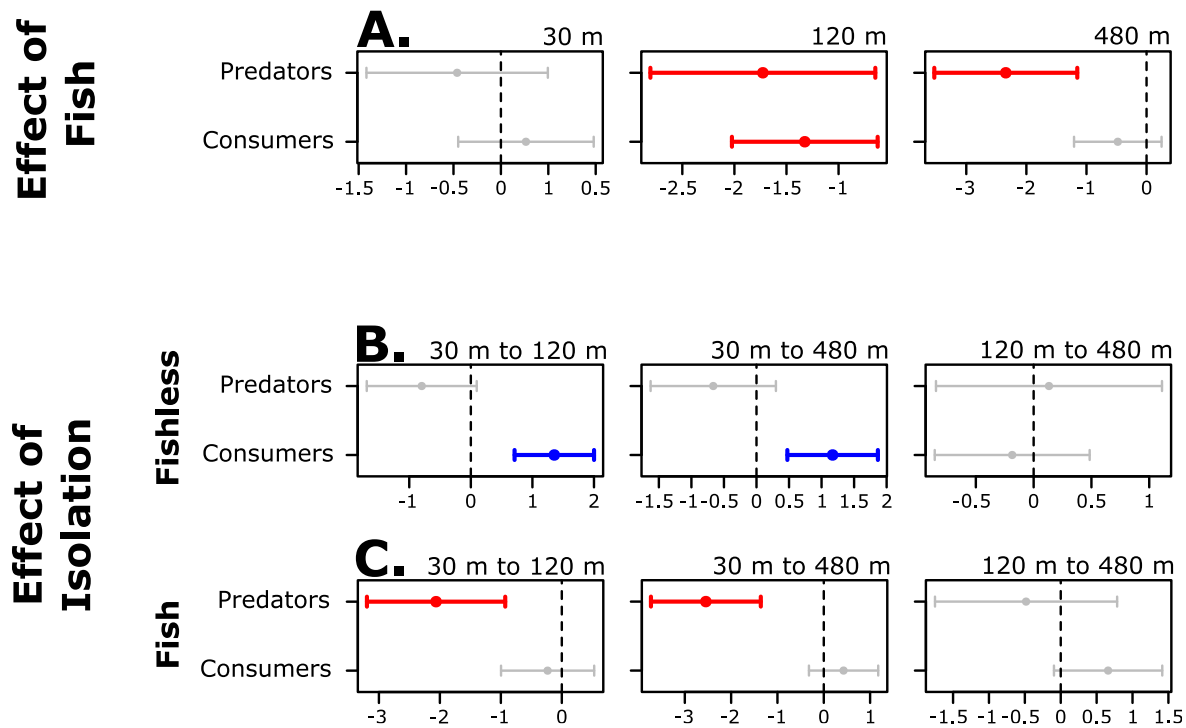 Effect of
Fish
A.
30 m
120 m
480 m
Predators
Consumers
-1.5 -1 -0.5 0 1 0.5
-2.5 -2 -1.5 -1
-3 -2 -1 0
Effect of
Isolation
Fishless
B.
30 m to 120 m
30 m to 480 m
120 m to 480 m
Predators
Consumers
-1 0 1 2
-1.5 -1 -0.5 0 0.5 1 1.5 2
-0.5 0 0.5 1
Fish
C.
30 m to 120 m
30 m to 480 m
120 m to 480 m
Predators
Consumers
-3 -2 -1 0
-3 -2 -1 0 1
-1.5 -1 -0.5 0 0.5 1 1.5